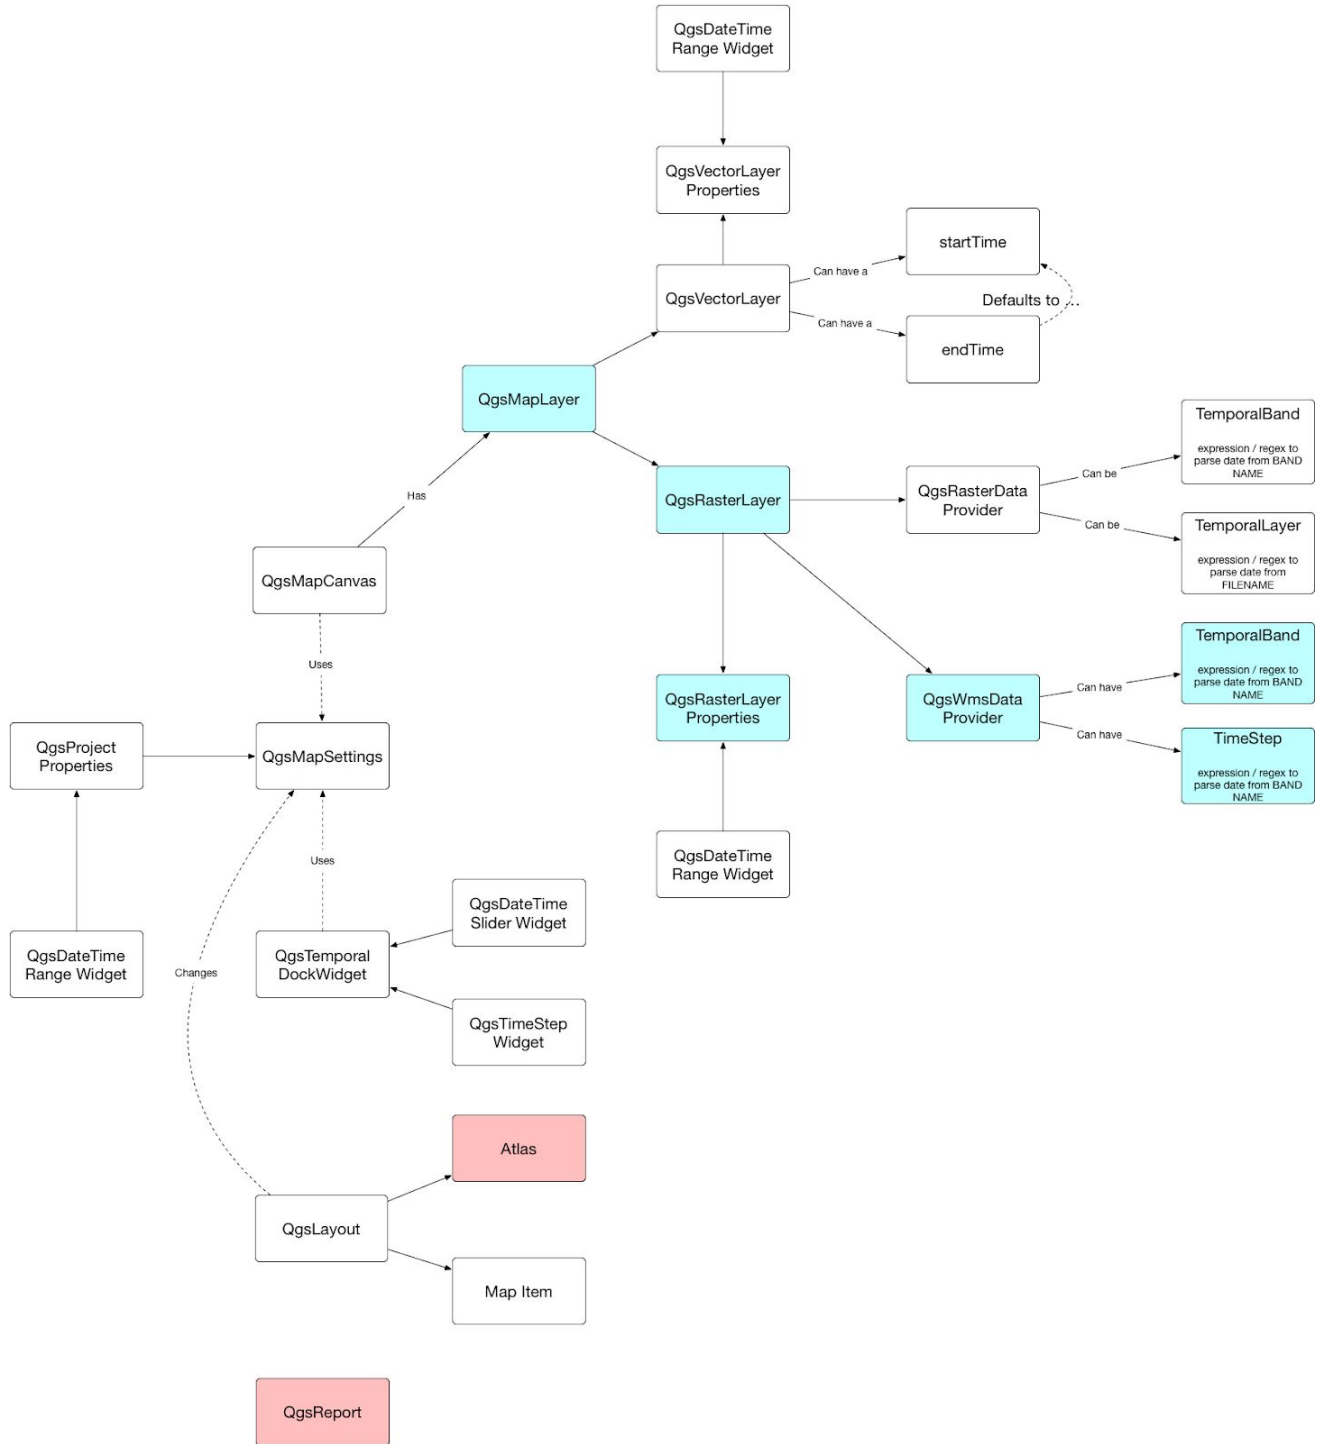 QgsDateTime
Range Widget
QgsVectorLayer
Properties
QgsVectorLayer
Can have a
startTime
Defaults to ...
Can have a
endTime
QgsMapLayer
Has
QgsRasterLayer
QgsRasterData
Provider
Can be
TemporalBand
expression / regex to
parse date from BAND
NAME
Can be
TemporalLayer
expression / regex to
parse date from
FILENAME
QgsMapCanvas
Uses
QgsRasterLayer
Properties
QgsWmsData
Provider
Can have
TemporalBand
expression / regex to
parse date from BAND
NAME
Can have
TimeStep
expression / regex to
parse date from BAND
NAME
QgsProject
Properties
QgsMapSettings
Uses
QgsDateTime
Range Widget
QgsDateTime
Slider Widget
QgsDateTime
Range Widget
Changes
QgsTemporal
DockWidget
QgsTimeStep
Widget
Atlas
QgsLayout
Map Item
QgsReport